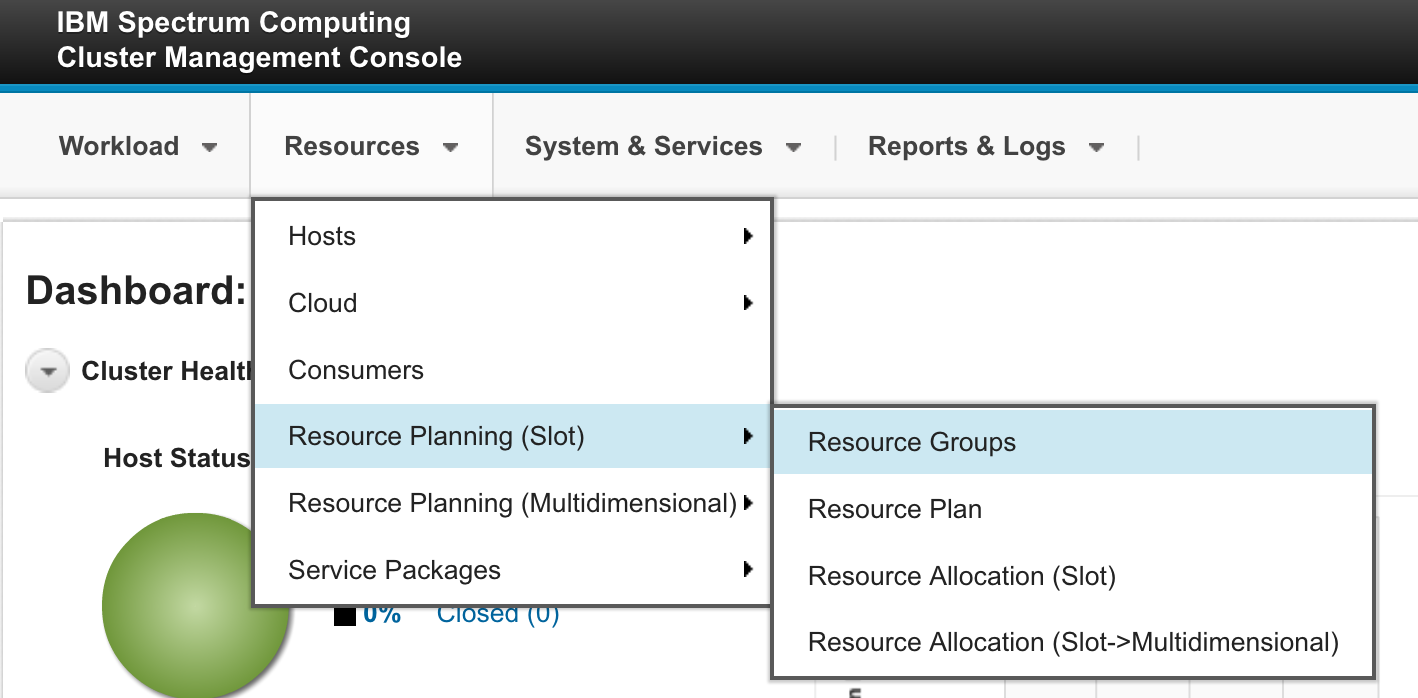 IBM Spectrum Computing
Cluster Management Console
Workload
Resources
System & Services
Reports & Logs
Dashboard:
Cluster Health
Host Status
Hosts
Cloud
Consumers
Resource Planning (Slot)
Resource Planning (Multidimensional)
Service Packages
Resource Groups
Resource Plan
Resource Allocation (Slot)
Resource Allocation (Slot->Multidimensional)
0% Closed (0)